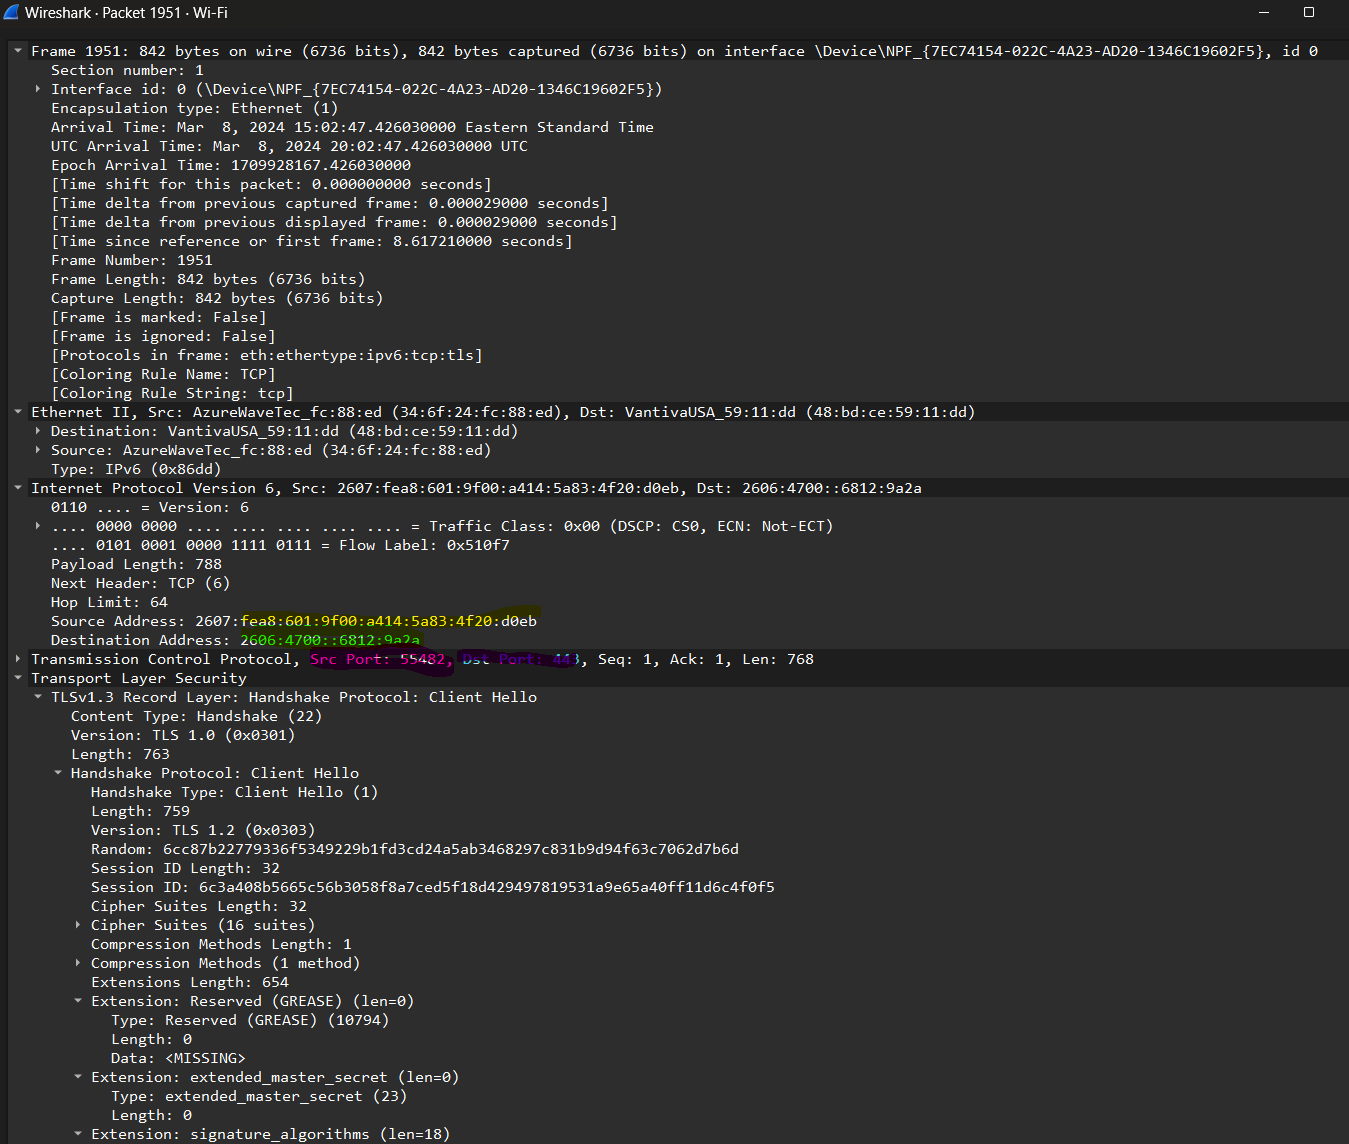 Wireshark · Packet 1951 · Wi-Fi
Frame 1951: 842 bytes on wire (6736 bits), 842 bytes captured (6736 bits) on interface \Device\NPF_{7EC74154-022C-4A23-AD20-1346C19602F5}, id 0
Section number: 1
Interface id: 0 (\Device\NPF_{7EC74154-022C-4A23-AD20-1346C19602F5})
Encapsulation type: Ethernet (1)
Arrival Time: Mar  8, 2024 15:02:47.426030000 Eastern Standard Time
UTC Arrival Time: Mar  8, 2024 20:02:47.426030000 UTC
Epoch Arrival Time: 1709928167.426030000
[Time shift for this packet: 0.000000000 seconds]
[Time delta from previous captured frame: 0.000029000 seconds]
[Time delta from previous displayed frame: 0.000029000 seconds]
[Time since reference or first frame: 8.617210000 seconds]
Frame Number: 1951
Frame Length: 842 bytes (6736 bits)
Capture Length: 842 bytes (6736 bits)
[Frame is marked: False]
[Frame is ignored: False]
[Protocols in frame: eth:ethertype:ipv6:tcp:tls]
[Coloring Rule Name: TCP]
[Coloring Rule String: tcp]
Ethernet II, Src: AzureWaveTec_fc:88:ed (34:6f:24:fc:88:ed), Dst: VantivaUSA_59:11:dd (48:bd:ce:59:11:dd)
Destination: VantivaUSA_59:11:dd (48:bd:ce:59:11:dd)
Source: AzureWaveTec_fc:88:ed (34:6f:24:fc:88:ed)
Type: IPv6 (0x86dd)
Internet Protocol Version 6, Src: 2607:fea8:601:9f00:a414:5a83:4f20:d0eb, Dst: 2606:4700::6812:9a2a
0110 .... = Version: 6
.... 0000 0000 .... .... .... .... .... = Traffic Class: 0x00 (DSCP: CS0, ECN: Not-ECT)
.... 0101 0001 0000 1111 0111 = Flow Label: 0x510f7
Payload Length: 788
Next Header: TCP (6)
Hop Limit: 64
Source Address: 2607:fea8:601:9f00:a414:5a83:4f20:d0eb
Destination Address: 2606:4700::6812:9a2a
Transmission Control Protocol, Src Port: 55482, Dst Port: 443, Seq: 1, Ack: 1, Len: 768
Transport Layer Security
TLSv1.3 Record Layer: Handshake Protocol: Client Hello
Content Type: Handshake (22)
Version: TLS 1.0 (0x0301)
Length: 763
Handshake Protocol: Client Hello
Handshake Type: Client Hello (1)
Length: 759
Version: TLS 1.2 (0x0303)
Random: 6cc87b22779336f5349229b1fd3cd24a5ab3468297c831b9d94f63c7062d7b6d
Session ID Length: 32
Session ID: 6c3a408b5665c56b3058f8a7ced5f18d429497819531a9e65a40ff11d6c4f0f5
Cipher Suites Length: 32
Cipher Suites (16 suites)
Compression Methods Length: 1
Compression Methods (1 method)
Extensions Length: 654
Extension: Reserved (GREASE) (len=0)
Type: Reserved (GREASE) (10794)
Length: 0
Data: <MISSING>
Extension: extended_master_secret (len=0)
Type: extended_master_secret (23)
Length: 0
Extension: signature_algorithms (len=18)